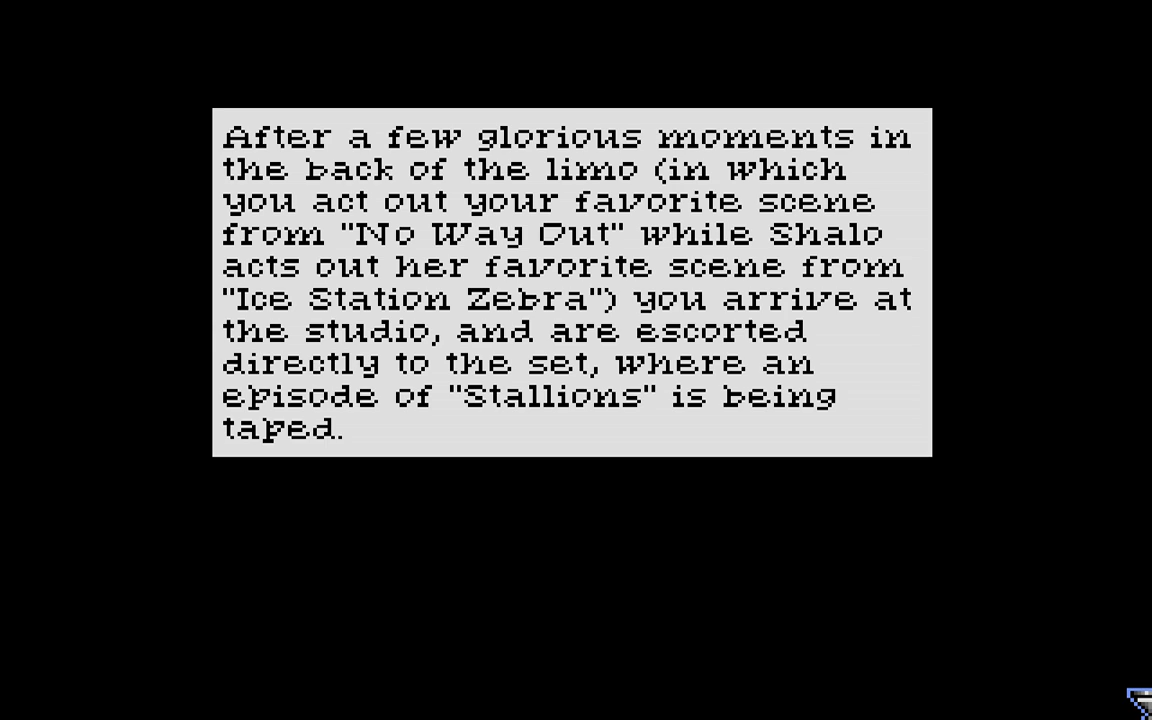 After a few glorious moments in
the back of the limo (in which
you act out your favorite scene
from "No Way Out" while Shalo
acts out her favorite scene from
"Ice Station Zebra") you arrive at
the studio, and are escorted
directly to the set, where an
episode of "Stallions" is being
taped.